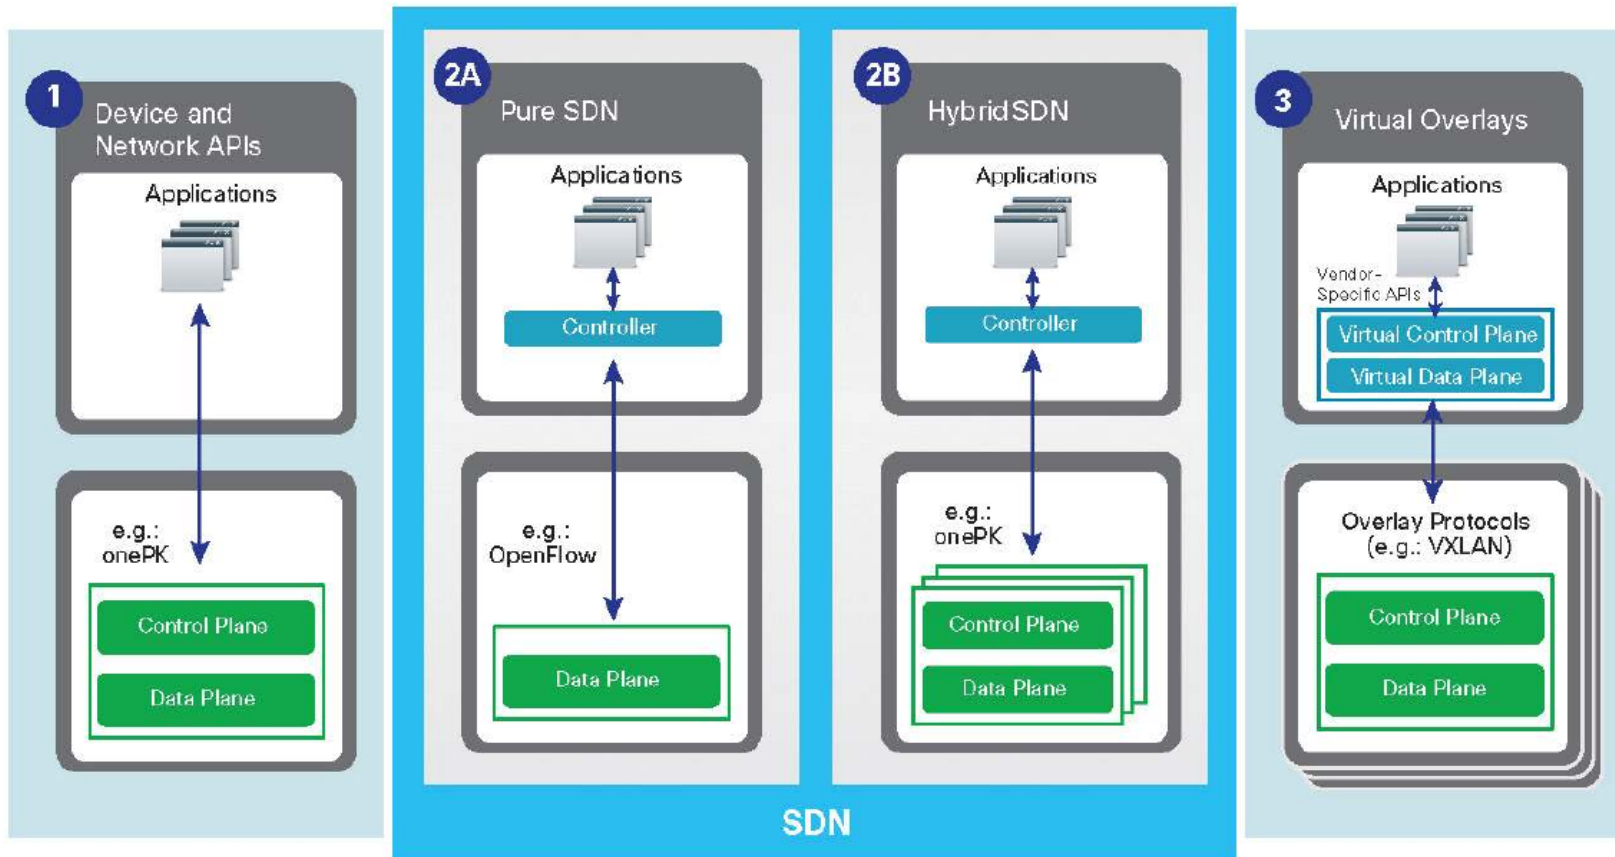 1
Device and
Network APIs
Applications
e.g.:
onePK
Control Plane
Data Plane
2A
Pure SDN
Applications
Controller
e.g.:
OpenFlow
Data Plane
2B
Hybrid SDN
Applications
Controller
e.g.:
onePK
Control Plane
Data Plane
SDN
3
Virtual Overlays
Applications
Vendor-
Specific APIs
Virtual Control Plane
Virtual Data Plane
Overlay Protocols
(e.g.: VXLAN)
Control Plane
Data Plane